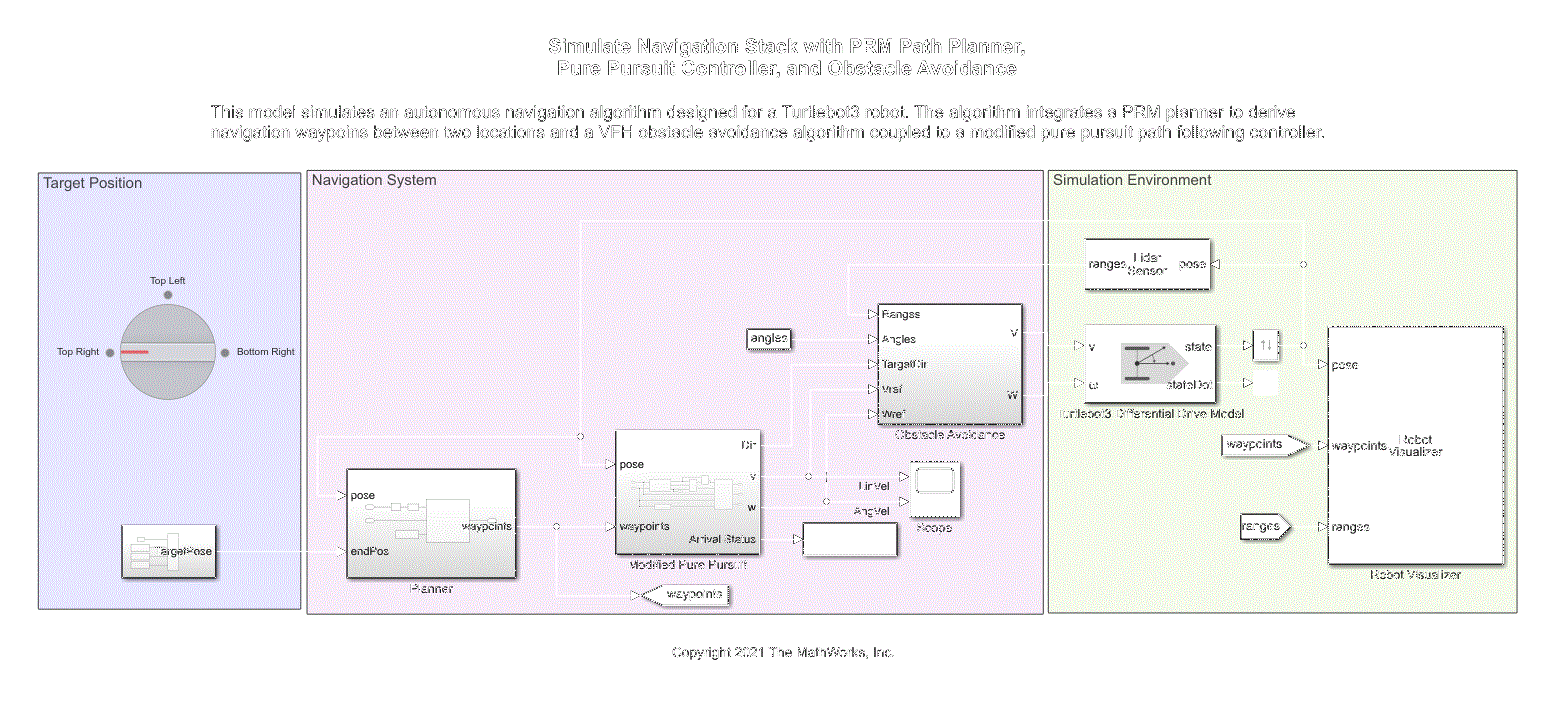 Simulate Navigation Stack with PRM Path Planner,
Pure Pursuit Controller, and Obstacle Avoidance
This model simulates an autonomous navigation algorithm designed for a Turtlebot3 robot. The algorithm integrates a PRM planner to derive
navigation waypoins between two locations and a VFH obstacle avoidance algorithm coupled to a modified pure pursuit path following controller.
Target Position
Top Left
Top Right
Bottom Right
TargetPose
Navigation System
pose
endPos
waypoints
Planner
pose
waypoints
Dir
v
w
Arrival Status
Modified Pure Pursuit
waypoints
angles
Ranges
Angles
TargetDir
Vref
Wref
V
W
Obstacle Avoidance
LinVel
AngVel
Scope
Simulation Environment
ranges
Lidar
Sensor
pose
v
ω
state
stateDot
Turtlebot3 Differential Drive Model
waypoints
ranges
pose
waypoints
ranges
Robot
Visualizer
Robot Visualizer
Copyright 2021 The MathWorks, Inc.